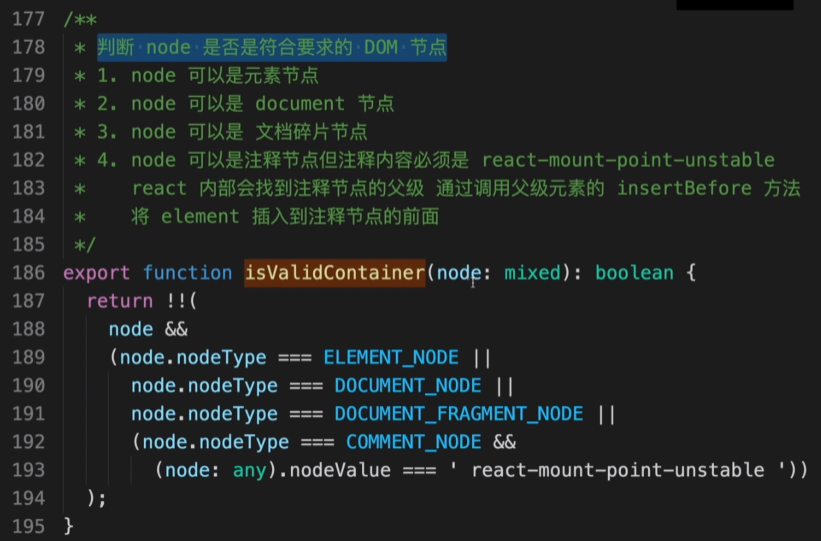 177 /**
178  * 判断 node 是否是符合要求的 DOM 节点
179  * 1. node 可以是元素节点
180  * 2. node 可以是 document 节点
181  * 3. node 可以是 文档碎片节点
182  * 4. node 可以是注释节点但注释内容必须是 react-mount-point-unstable
183  *    react 内部会找到注释节点的父级 通过调用父级元素的 insertBefore 方法
184  *    将 element 插入到注释节点的前面
185  */
186 export function isValidContainer(node: mixed): boolean {
187   return !!(
188     node &&
189     (node.nodeType === ELEMENT_NODE ||
190       node.nodeType === DOCUMENT_NODE ||
191       node.nodeType === DOCUMENT_FRAGMENT_NODE ||
192       (node.nodeType === COMMENT_NODE &&
193         (node: any).nodeValue === ' react-mount-point-unstable '))
194   );
195 }